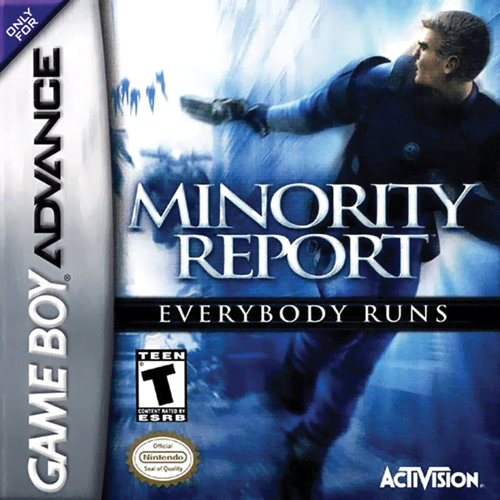 ONLY
FOR
GAME BOY ADVANCE
MINORITY
REPORT
EVERYBODY RUNS
TEEN
T
CONTENT RATED BY
ESRB
Official
Nintendo
Seal of Quality
ACTIVISION.